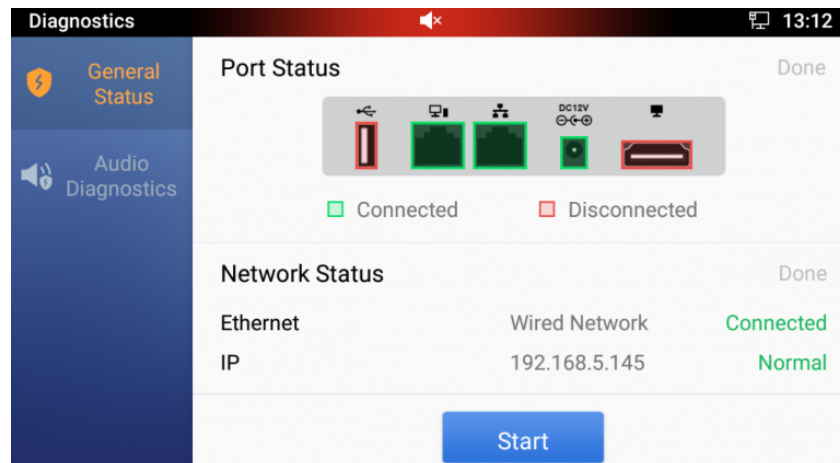 Diagnostics 13:12
General
Status
Audio
Diagnostics
Port Status Done
DC12V
Connected Disconnected
Network Status Done
Ethernet Wired Network Connected
IP 192.168.5.145 Normal
Start